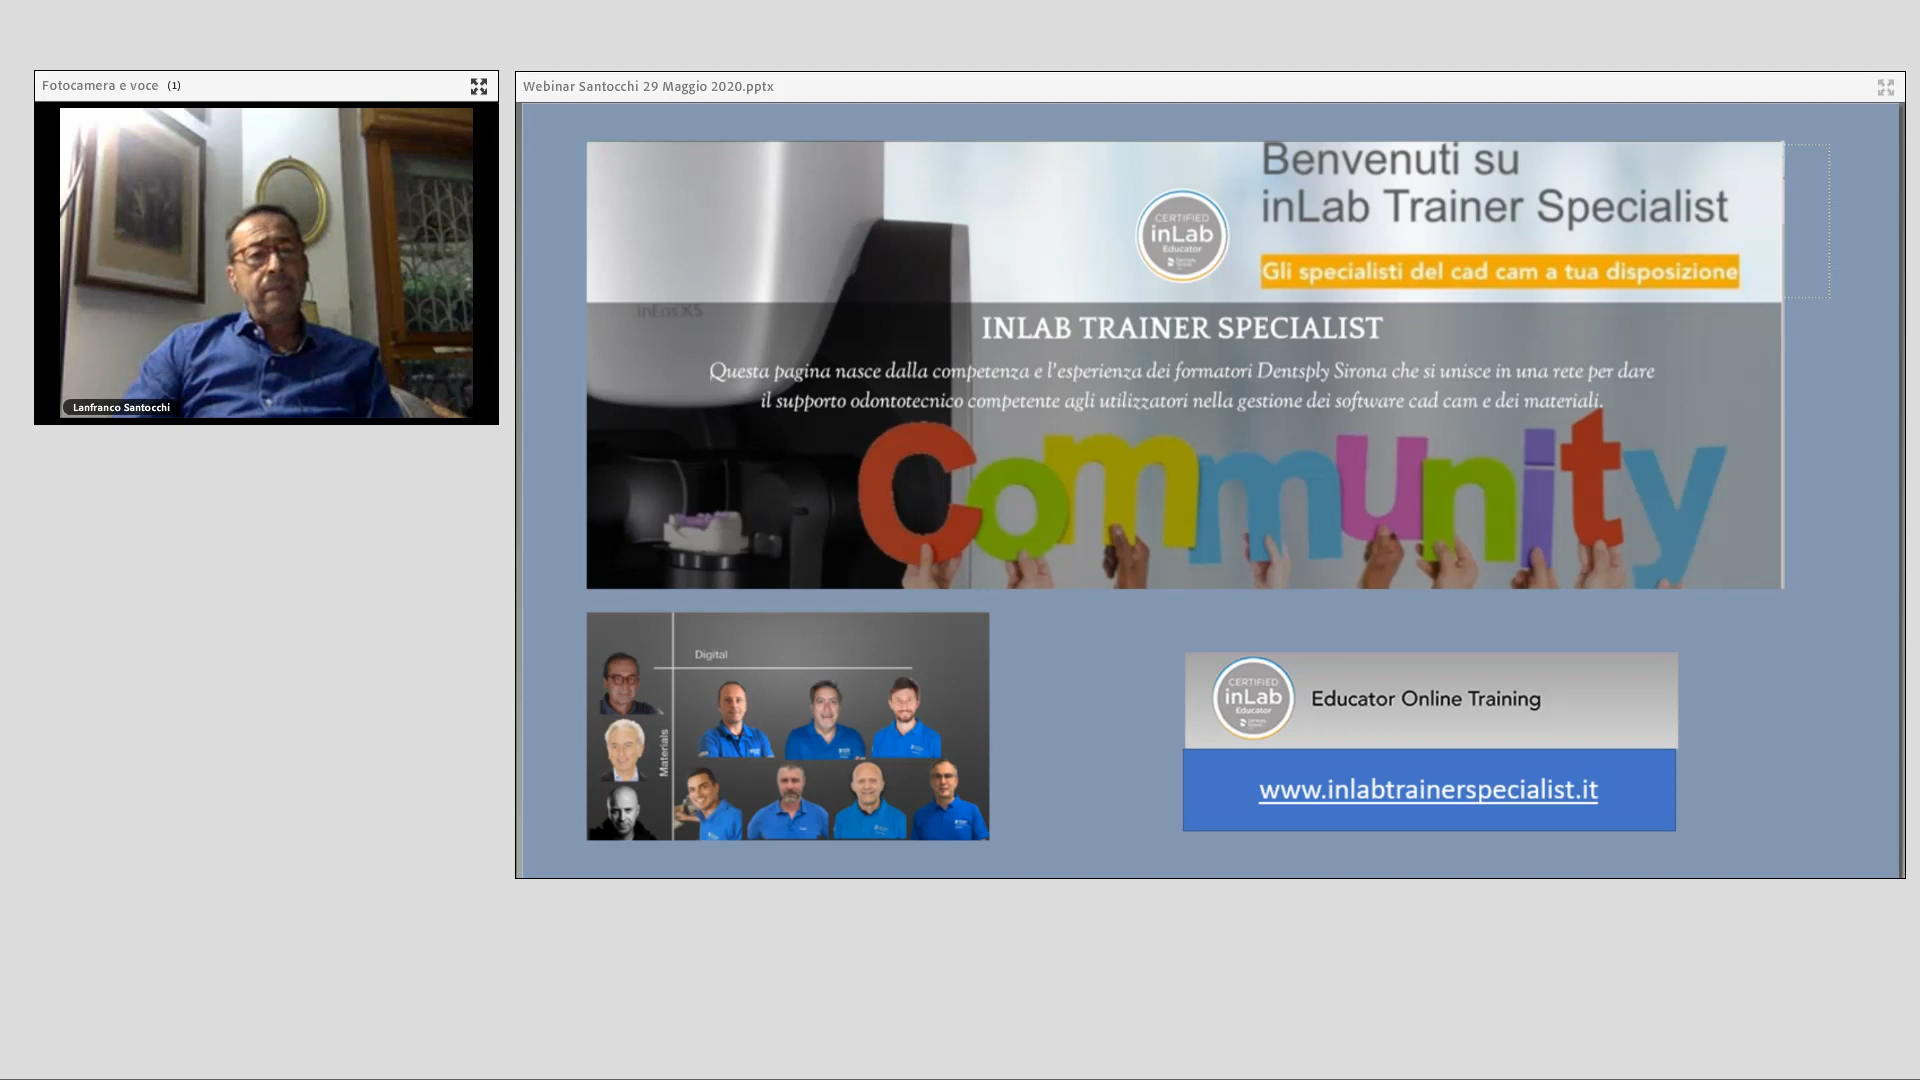 Fotocamera e voce (1)
Lanfranco Santocchi
Webinar Santocchi 29 Maggio 2020.pptx
Benvenuti su
inLab Trainer Specialist
CERTIFIED
inLab
Educator
Gli specialisti del cad cam a tua disposizione
inEos X5
INLAB TRAINER SPECIALIST
Questa pagina nasce dalla competenza e l'esperienza dei formatori Dentsply Sirona che si unisce in una rete per dare
il supporto odontotecnico competente agli utilizzatori nella gestione dei software cad cam e dei materiali.
Community
Digital
Materials
CERTIFIED
inLab
Educator
Educator Online Training
www.inlabtrainerspecialist.it